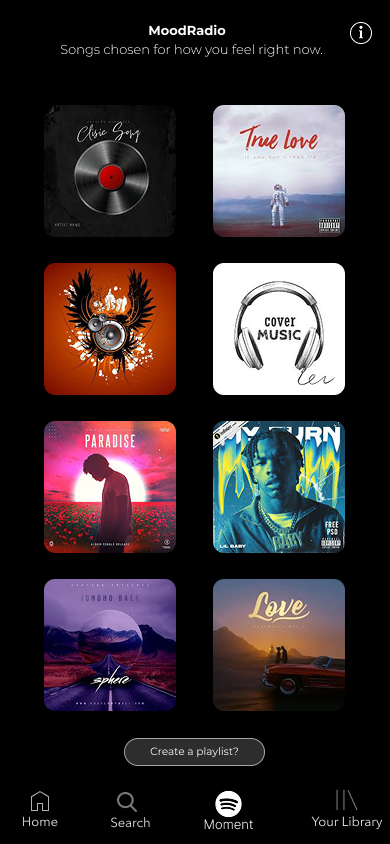 MoodRadio
Songs chosen for how you feel right now.
Clisic Song
ARTIST NAME
True Love
if you don't than lie
cover
MUSIC
PARADISE
ALBUM SINGLE RELEASE
MY TURN
FREE
PSD
LIL BABY
JONGHO BAEK
sphere
Love
Create a playlist?
Home
Search
Moment
Your Library